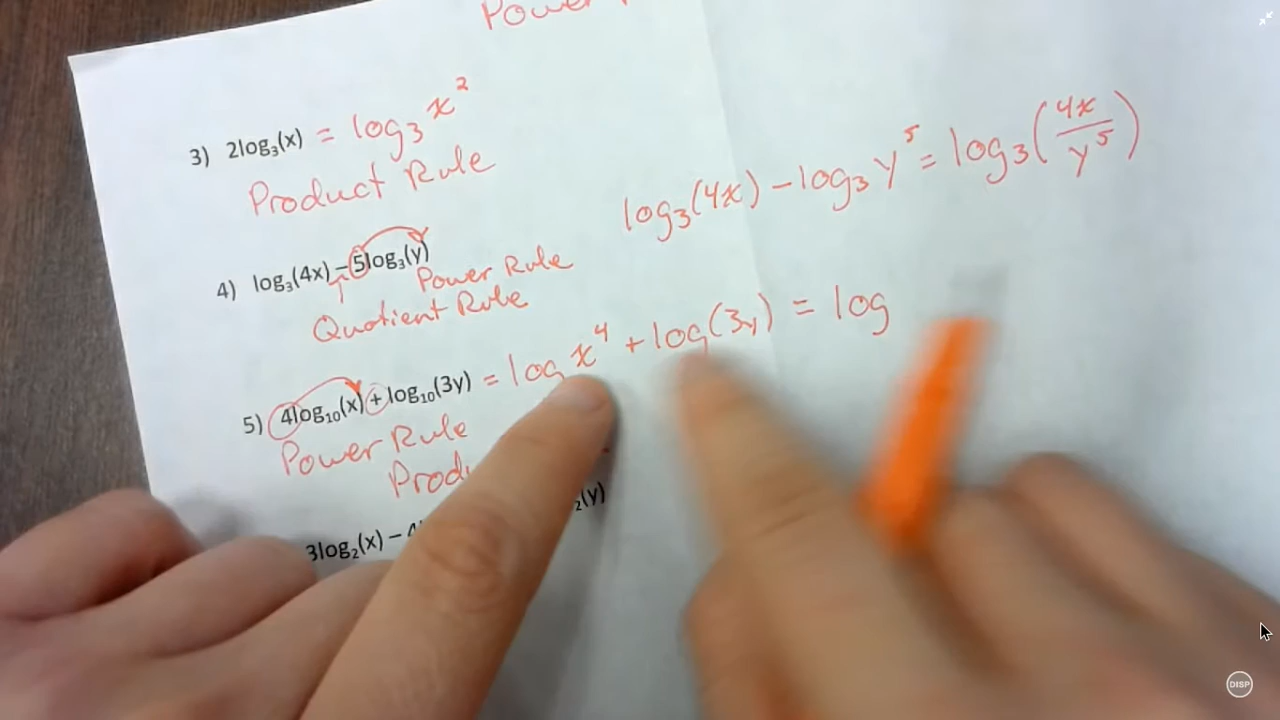 Power
3) 2log₃(x) = log₃ x²
Product Rule
4) log₃(4x) – 5log₃(y)
Power Rule
Quotient Rule
log₃(4x) – log₃ y⁵ = log₃(4x/y⁵)
5) 4log₁₀(x) + log₁₀(3y) = log x⁴ + log(3y) = log
Power Rule
3log₂(x) –
₂(y)
DISP